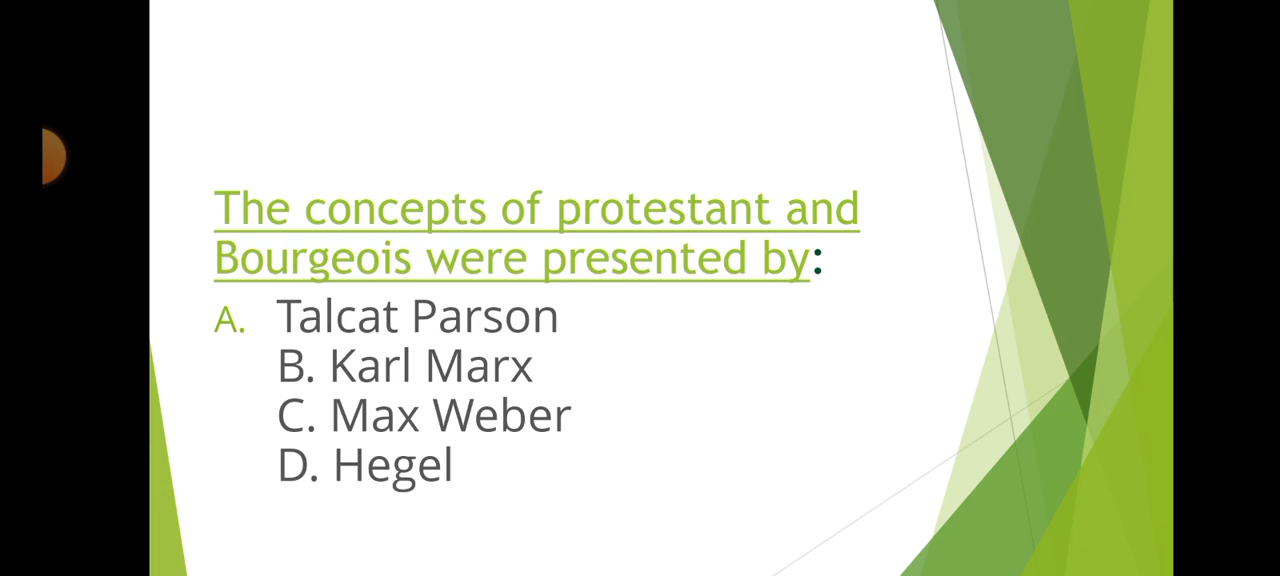 The concepts of protestant and
Bourgeois were presented by:
A. Talcat Parson
B. Karl Marx
C. Max Weber
D. Hegel